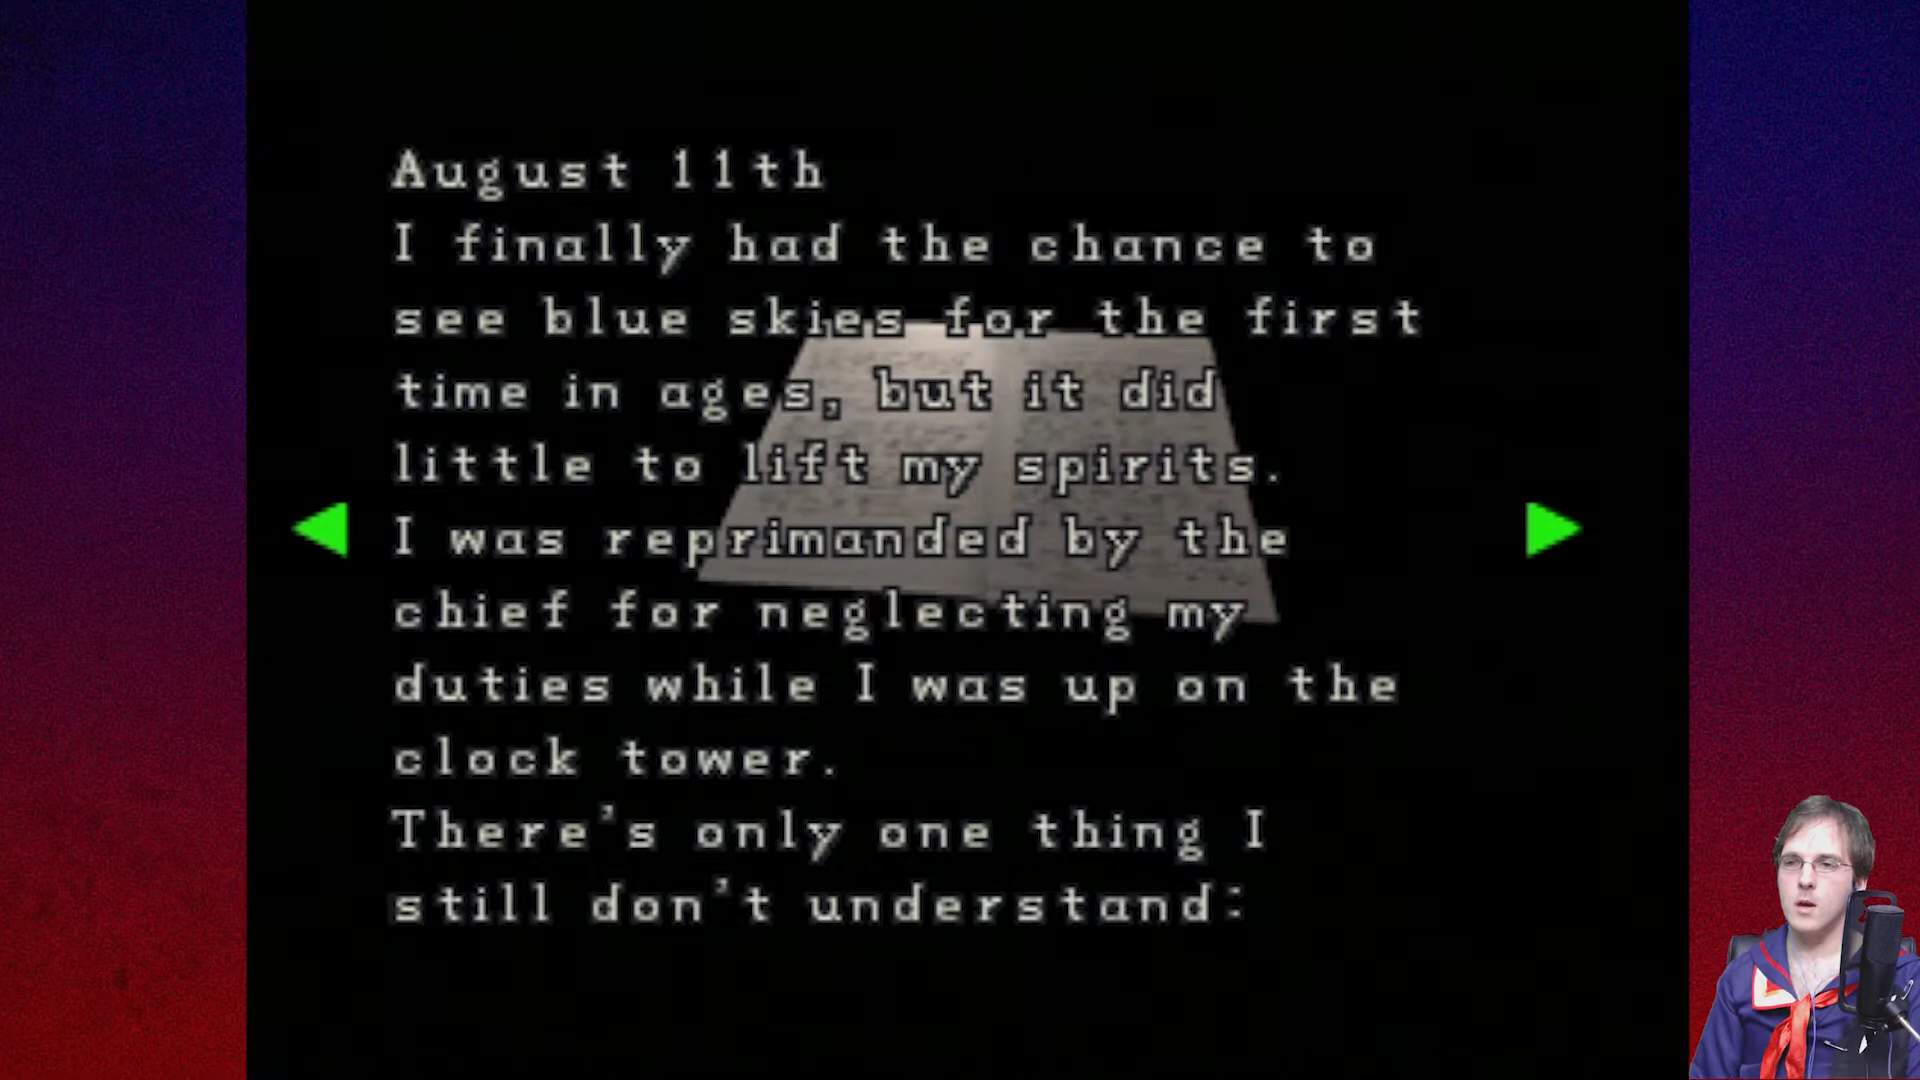 August 11th
I finally had the chance to
see blue skies for the first
time in ages, but it did
little to lift my spirits.
I was reprimanded by the
chief for neglecting my
duties while I was up on the
clock tower.
There's only one thing I
still don't understand: